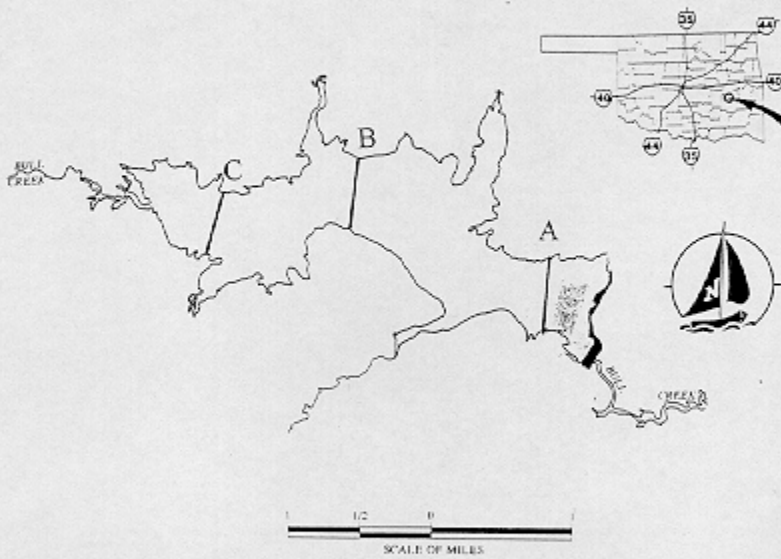 35
44
40
40
44
35
B
C
BULL
CREEK
A
N
BULL
CREEK
1 1/2 0 1
SCALE OF MILES